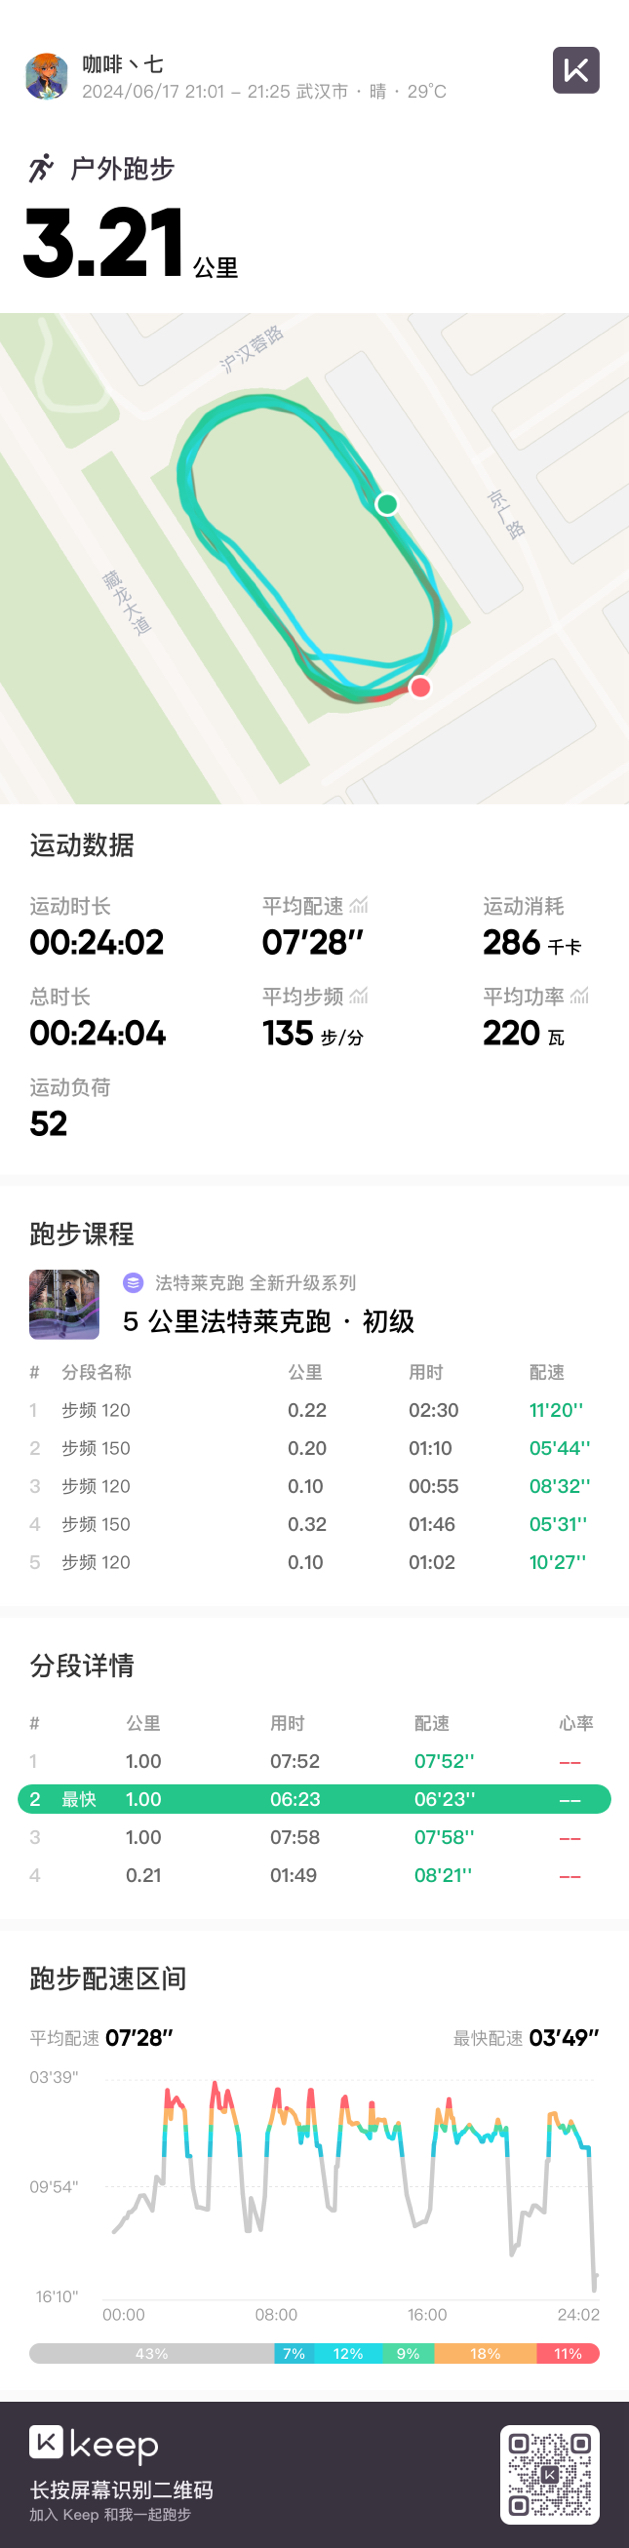 咖啡丶七
2024/06/17 21:01 – 21:25 武汉市 · 晴 · 29°C
户外跑步
3.21 公里
沪汉蓉路
京广路
藏龙大道
运动数据
运动时长 平均配速 运动消耗
00:24:02 07'28'' 286 千卡
总时长 平均步频 平均功率
00:24:04 135 步/分 220 瓦
运动负荷
52
跑步课程
法特莱克跑 全新升级系列
5 公里法特莱克跑 · 初级
# 分段名称 公里 用时 配速
1 步频 120 0.22 02:30 11'20''
2 步频 150 0.20 01:10 05'44''
3 步频 120 0.10 00:55 08'32''
4 步频 150 0.32 01:46 05'31''
5 步频 120 0.10 01:02 10'27''
分段详情
# 公里 用时 配速 心率
1 1.00 07:52 07'52'' --
2 最快 1.00 06:23 06'23'' --
3 1.00 07:58 07'58'' --
4 0.21 01:49 08'21'' --
跑步配速区间
平均配速 07'28'' 最快配速 03'49''
03'39"
09'54"
16'10"
00:00 08:00 16:00 24:02
43% 7% 12% 9% 18% 11%
keep
长按屏幕识别二维码
加入 Keep 和我一起跑步